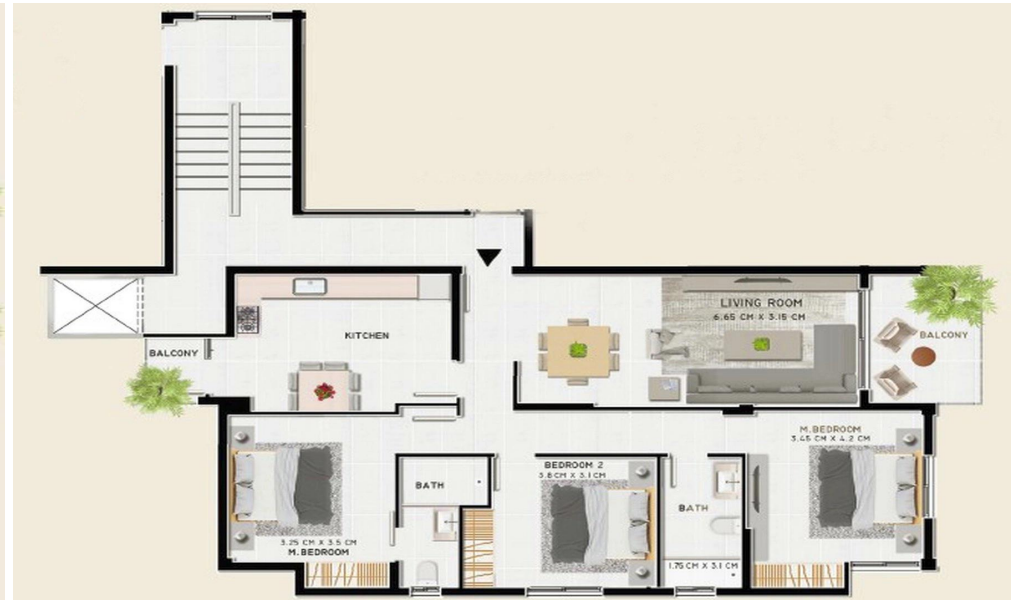 LIVING ROOM
6.65 CM X 3.15 CM
KITCHEN
BALCONY
BALCONY
M.BEDROOM
3.45 CM X 4.2 CM
BEDROOM 2
3.8CM X 3.1 CM
BATH
BATH
3.25 CM X 3.5 CM
M.BEDROOM
1.75 CM X 3.1 CM